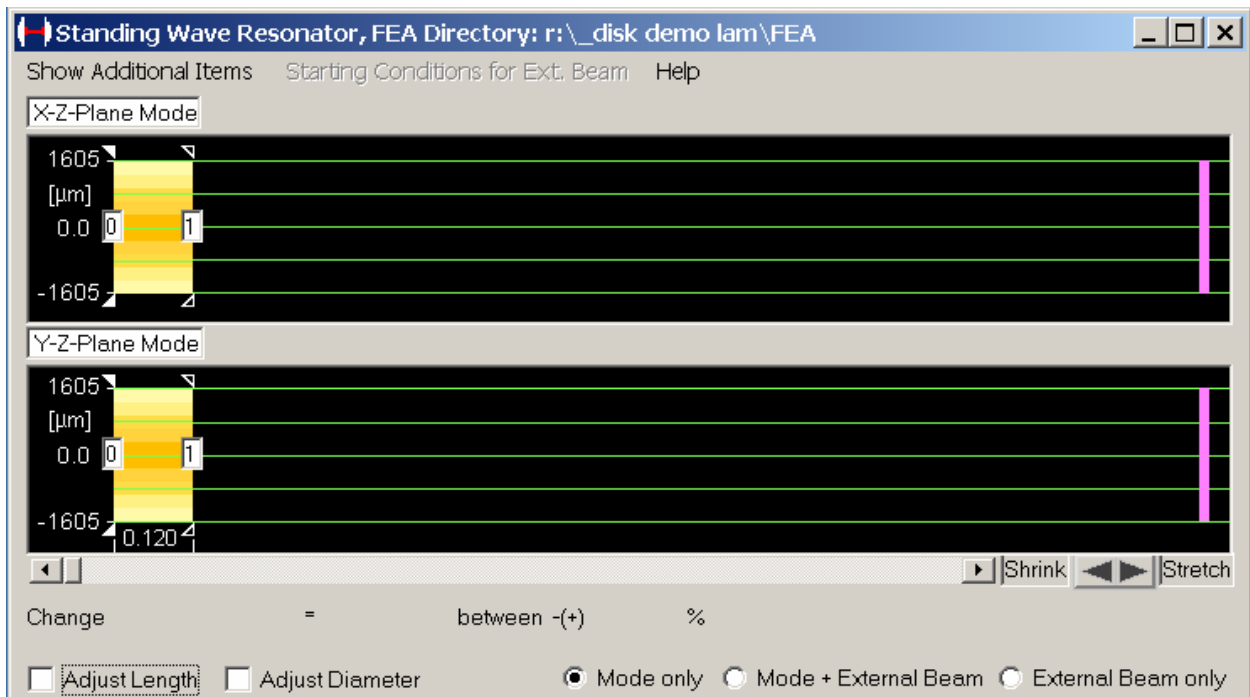 Standing Wave Resonator, FEA Directory: r:\_disk demo lam\FEA
Show Additional Items Starting Conditions for Ext. Beam Help
X-Z-Plane Mode
1605
[µm]
0.0 0 1
-1605
Y-Z-Plane Mode
1605
[µm]
0.0 0 1
-1605
0.120
Shrink Stretch
Change = between -(+) %
Adjust Length Adjust Diameter Mode only Mode + External Beam External Beam only